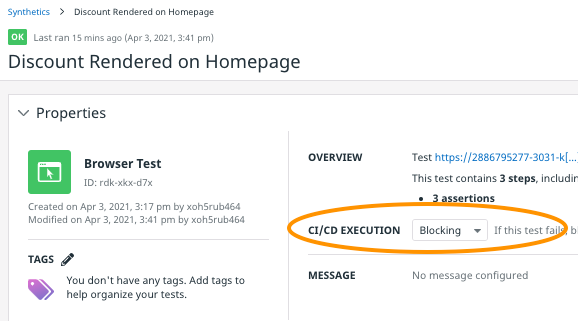 Synthetics > Discount Rendered on Homepage
OK Last ran 15 mins ago (Apr 3, 2021, 3:41 pm)
Discount Rendered on Homepage
Properties
Browser Test
ID: rdk-xkx-d7x
Created on Apr 3, 2021, 3:17 pm by xoh5rub464
Modified on Apr 3, 2021, 3:41 pm by xoh5rub464
TAGS
You don't have any tags. Add tags to
help organize your tests.
OVERVIEW Test https://2886795277-3031-k[...]
This test contains 3 steps, includin
• 3 assertions
CI/CD EXECUTION Blocking If this test fails, b
MESSAGE No message configured